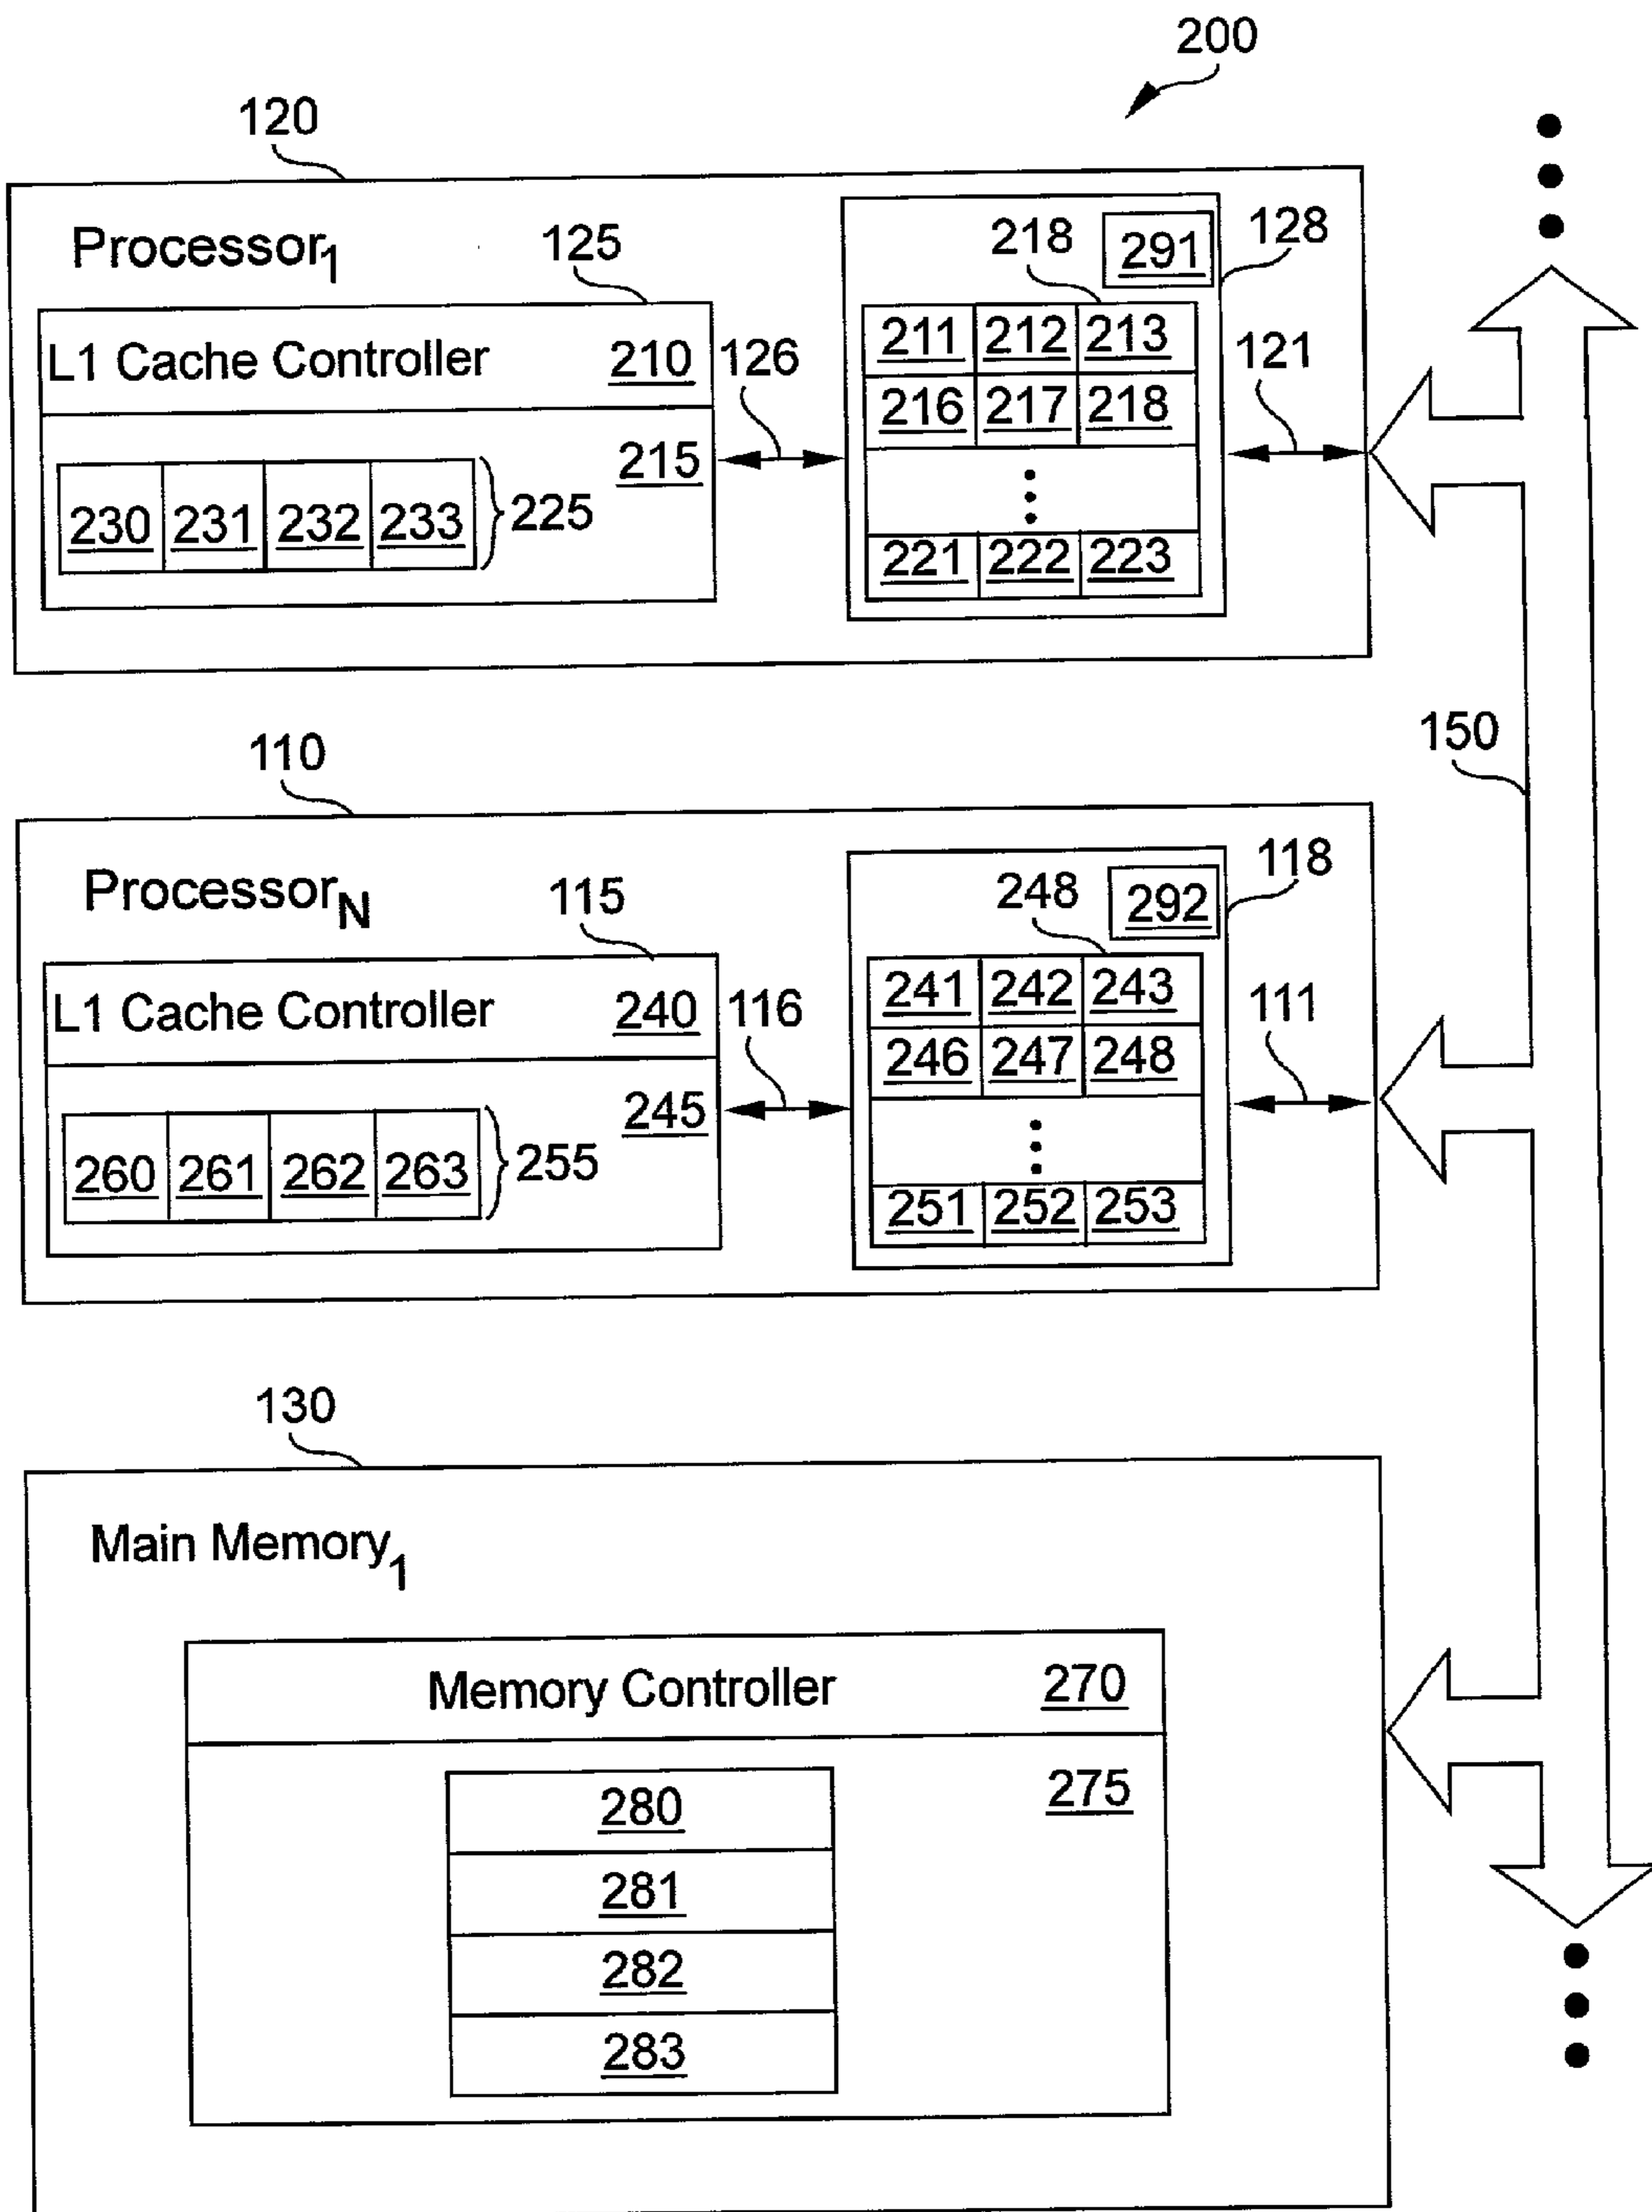 200
120
Processor1
125
218
291
128
L1 Cache Controller 210
126
211 212 213
121
216 217 218
215
230 231 232 233
225
221 222 223
150
110
ProcessorN
115
248
292
118
L1 Cache Controller 240
116
241 242 243
111
246 247 248
245
260 261 262 263
255
251 252 253
130
Main Memory1
Memory Controller 270
275
280
281
282
283